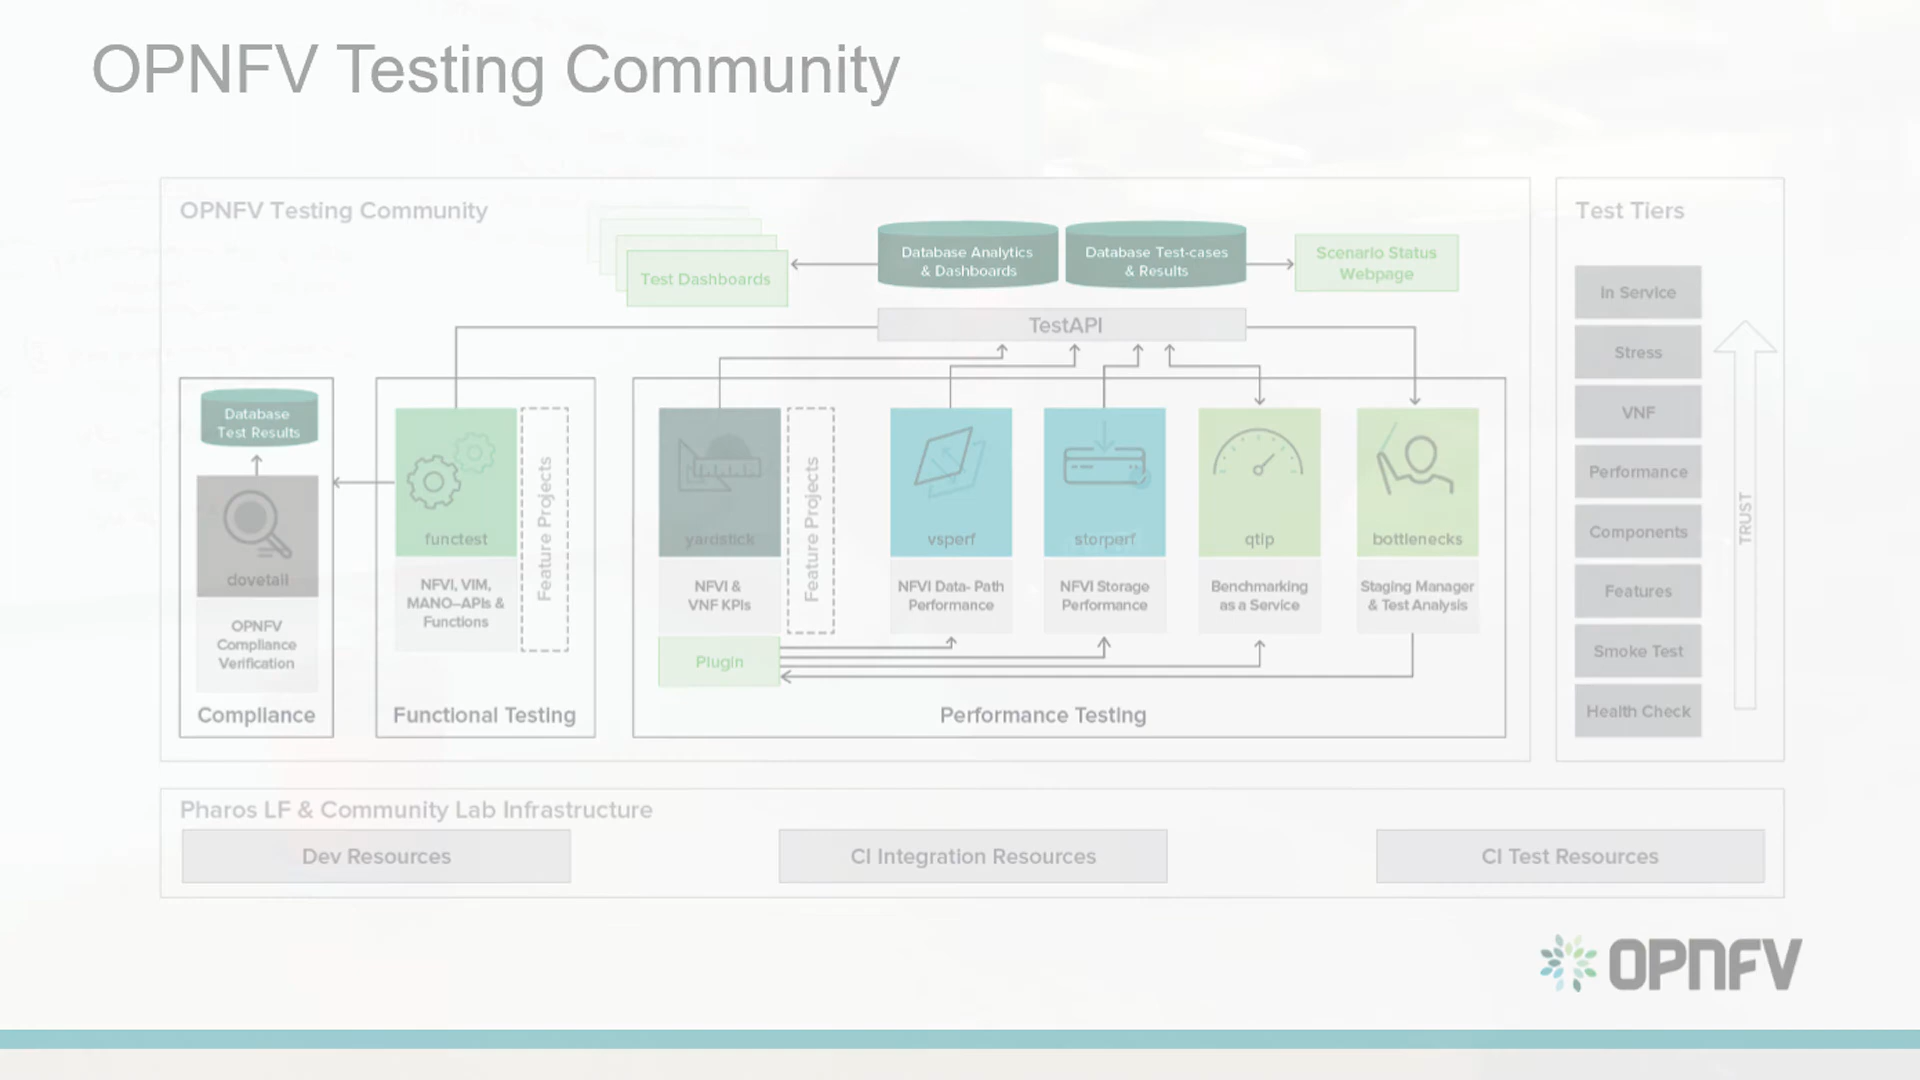 OPNFV Testing Community
OPNFV Testing Community
Test Dashboards
Database Analytics
& Dashboards
Database Test-cases
& Results
Scenario Status
Webpage
TestAPI
Database
Test Results
dovetail
OPNFV
Compliance
Verification
Compliance
functest
NFVI, VIM,
MANO–APIs &
Functions
Feature Projects
Functional Testing
yardstick
NFVI &
VNF KPIs
Plugin
Feature Projects
vsperf
NFVI Data- Path
Performance
storperf
NFVI Storage
Performance
qtip
Benchmarking
as a Service
bottlenecks
Staging Manager
& Test Analysis
Performance Testing
Test Tiers
In Service
Stress
VNF
Performance
Components
Features
Smoke Test
Health Check
TRUST
Pharos LF & Community Lab Infrastructure
Dev Resources
CI Integration Resources
CI Test Resources
OPNFV